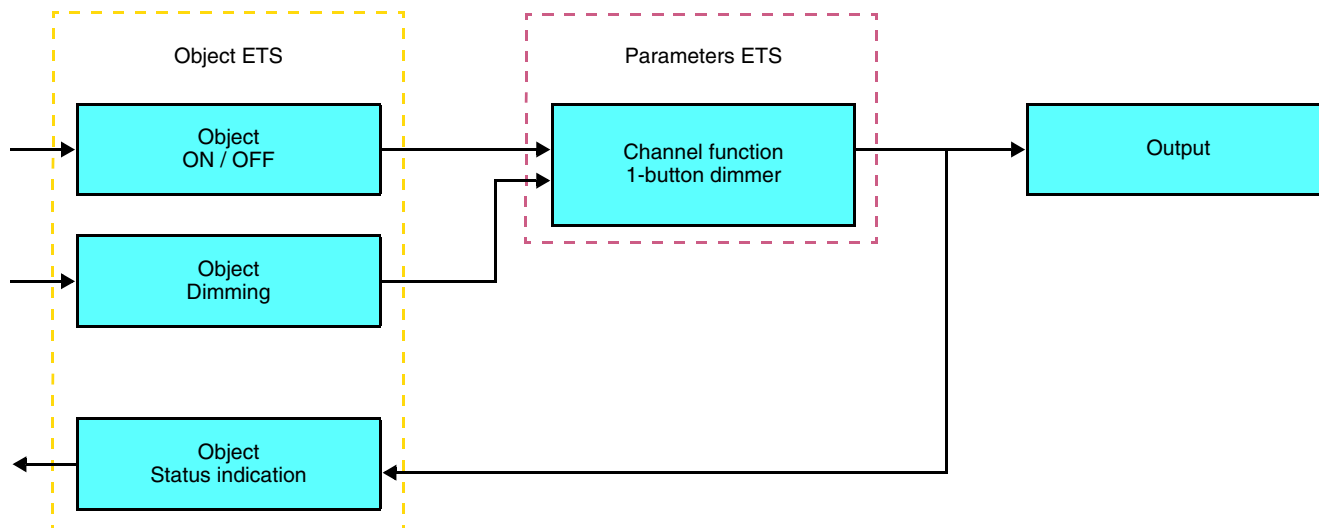 Object ETS
Parameters ETS
Object
ON / OFF
Channel function
1-button dimmer
Output
Object
Dimming
Object
Status indication